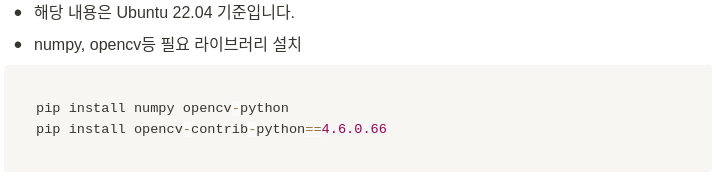 해당 내용은 Ubuntu 22.04 기준입니다.
numpy, opencv등 필요 라이브러리 설치
pip install numpy opencv-python
pip install opencv-contrib-python==4.6.0.66